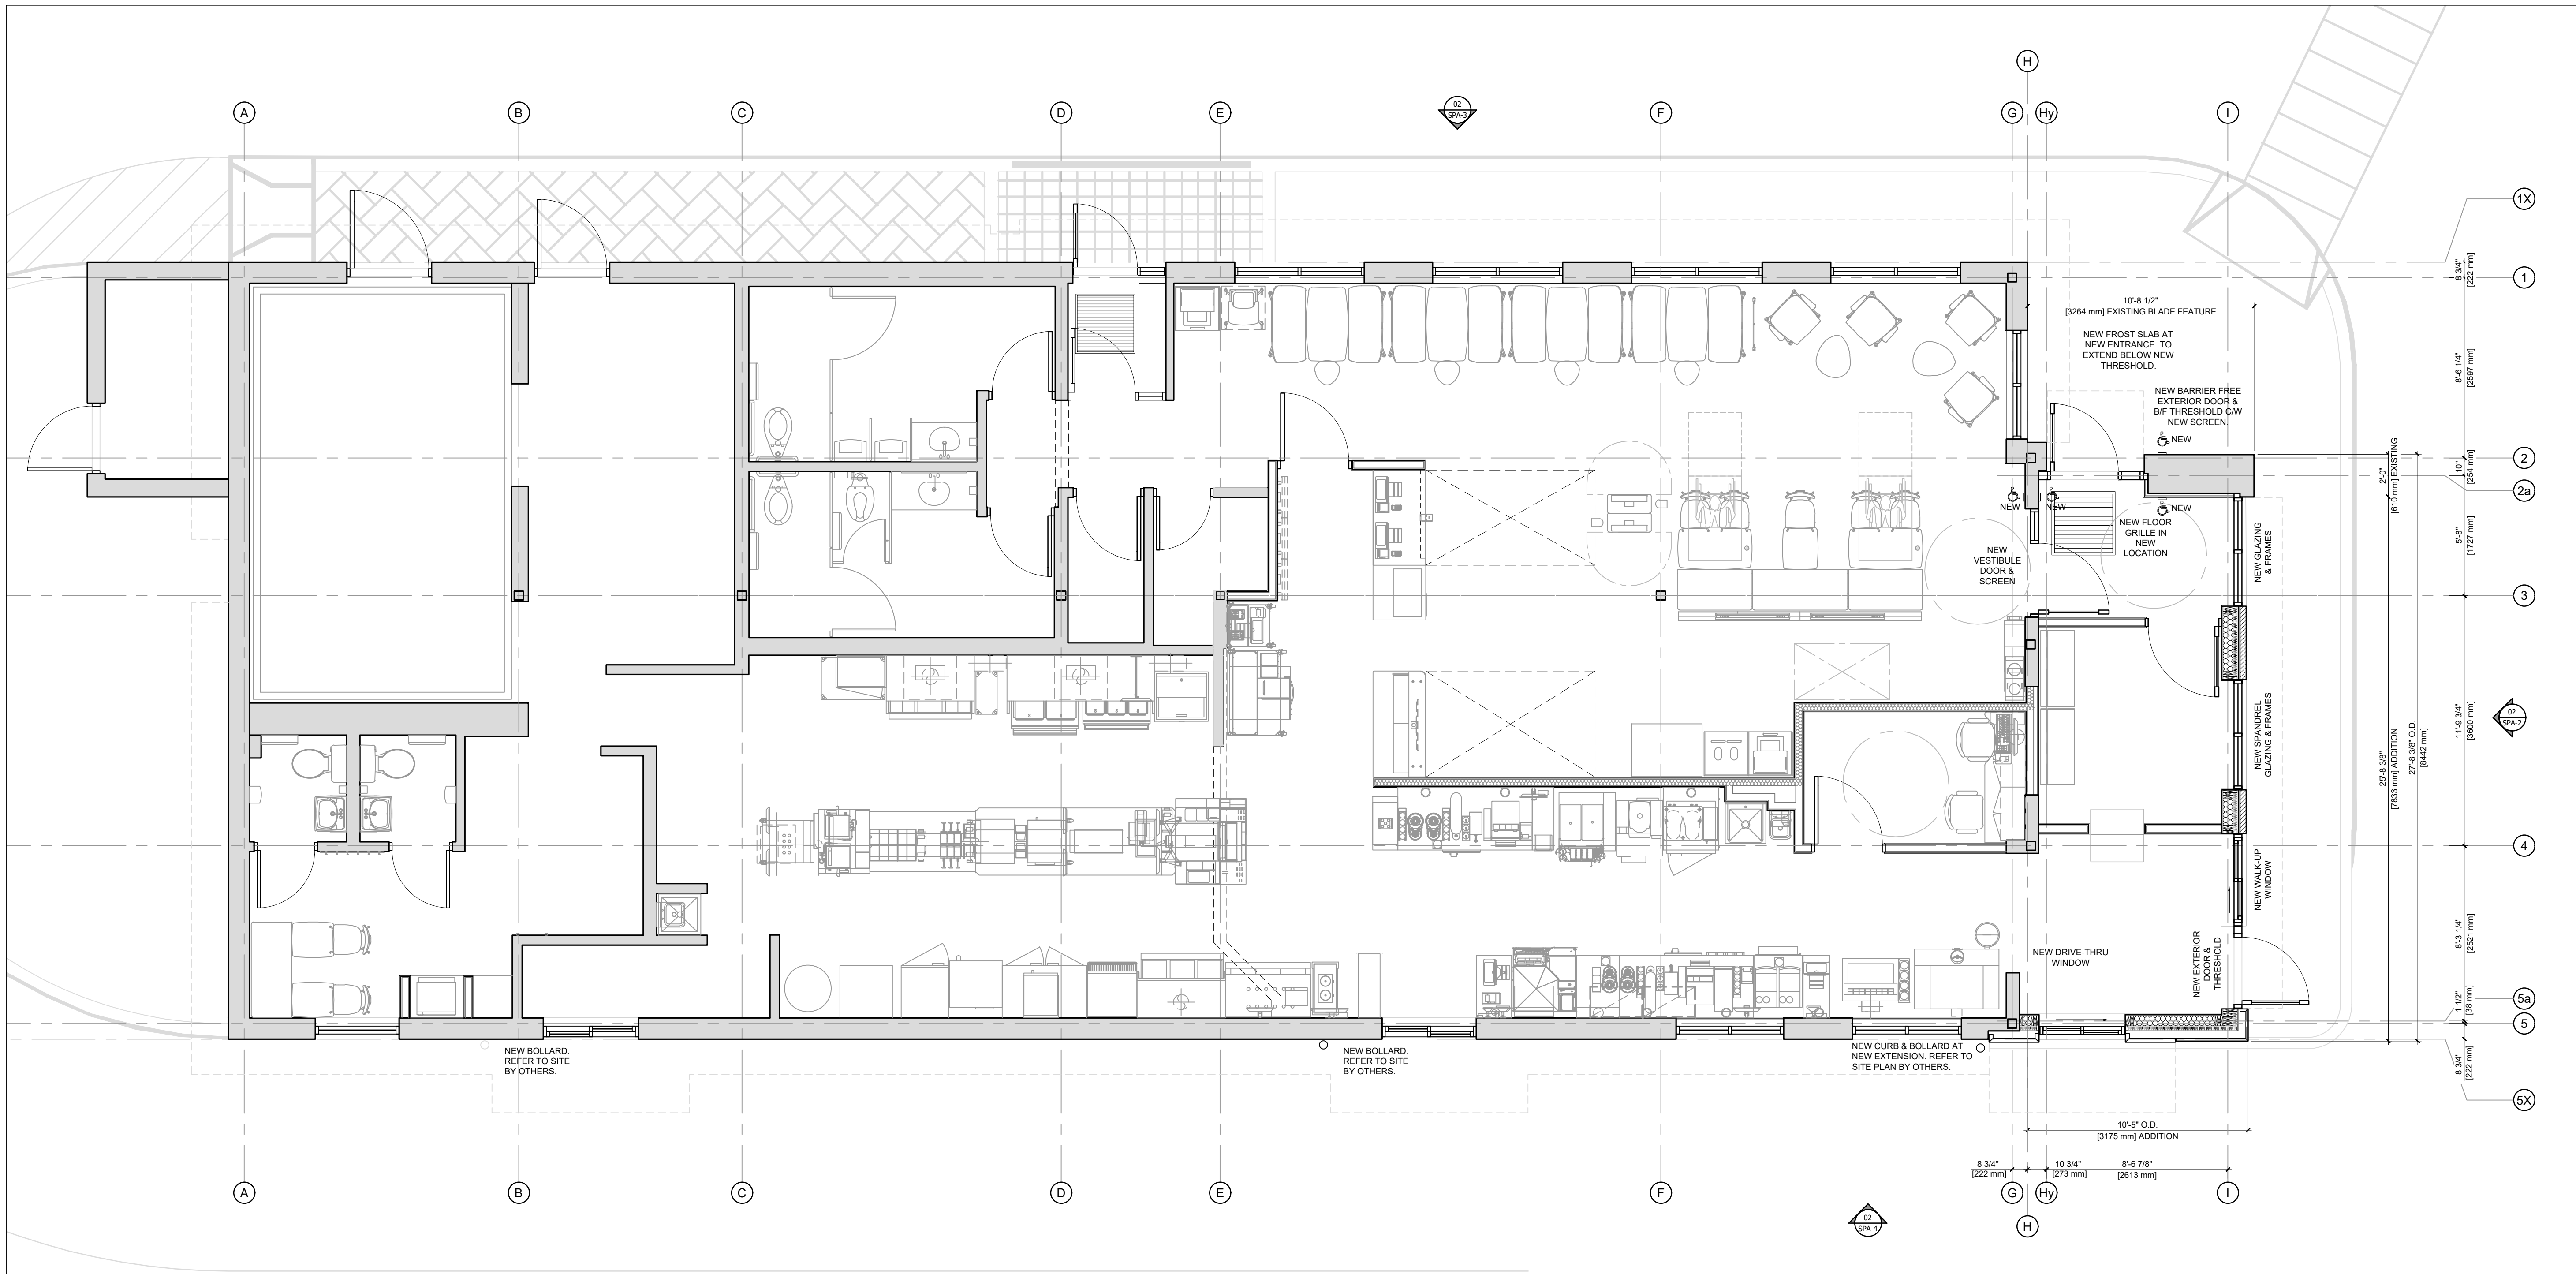 H
A
B
C
D
E
02
SPA-3
F
G
Hy
I
1X
8 3/4"
[222 mm]
1
10'-8 1/2"
[3264 mm] EXISTING BLADE FEATURE
NEW FROST SLAB AT
NEW ENTRANCE. TO
EXTEND BELOW NEW
THRESHOLD.
8'-6 1/4"
[2597 mm]
NEW BARRIER FREE
EXTERIOR DOOR &
B/F THRESHOLD C/W
NEW SCREEN.
NEW
2
10"
[254 mm]
2a
2'-0"
[610 mm] EXISTING
NEW
NEW
NEW
NEW FLOOR
GRILLE IN
NEW
LOCATION
NEW
VESTIBULE
DOOR &
SCREEN
NEW GLAZING
& FRAMES
5'-8"
[1727 mm]
3
NEW SPANDREL
GLAZING & FRAMES
11'-9 3/4"
[3600 mm]
02
SPA-2
25'-8 3/8"
[7833 mm] ADDITION
27'-8 3/8" O.D.
[8442 mm]
4
NEW WALK-UP
WINDOW
8'-3 1/4"
[2521 mm]
NEW DRIVE-THRU
WINDOW
NEW EXTERIOR
DOOR &
THRESHOLD
5a
1 1/2"
[38 mm]
5
NEW BOLLARD.
REFER TO SITE
BY OTHERS.
NEW BOLLARD.
REFER TO SITE
BY OTHERS.
NEW CURB & BOLLARD AT
NEW EXTENSION. REFER TO
SITE PLAN BY OTHERS.
8 3/4"
[222 mm]
5X
10'-5" O.D.
[3175 mm] ADDITION
8 3/4"
[222 mm]
10 3/4"
[273 mm]
8'-6 7/8"
[2613 mm]
A
B
C
D
E
F
G
Hy
I
02
SPA-4
H